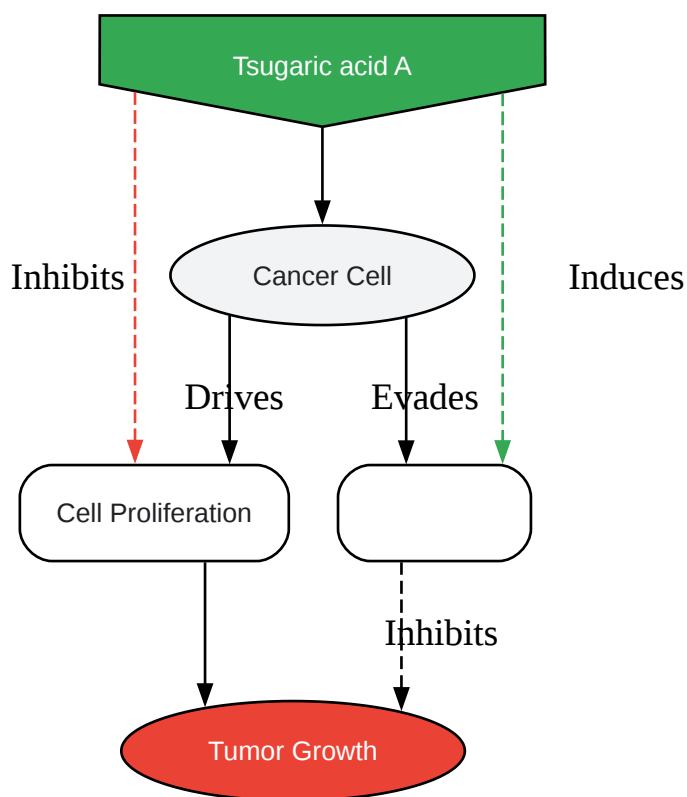 Tsugaric acid A
Cancer Cell
Inhibits
Induces
Drives
Evades
Cell Proliferation
Inhibits
Tumor Growth